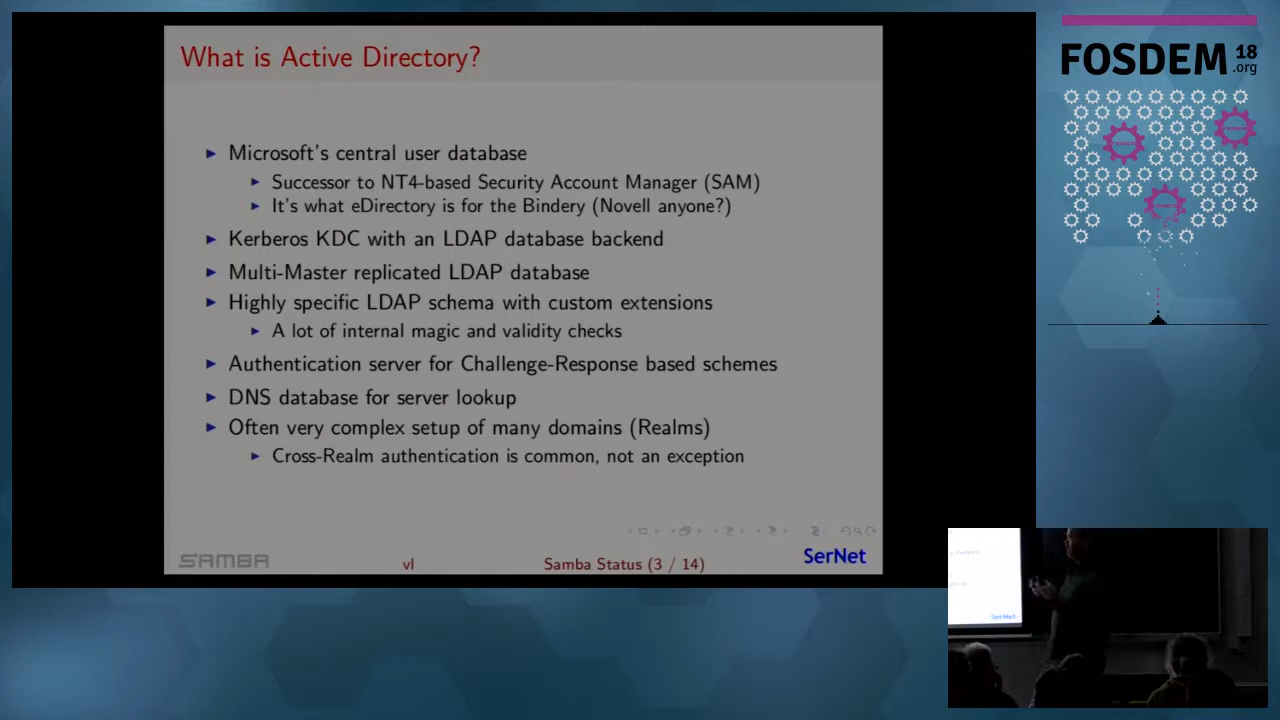 What is Active Directory?
Microsoft's central user database
Successor to NT4-based Security Account Manager (SAM)
It's what eDirectory is for the Bindery (Novell anyone?)
Kerberos KDC with an LDAP database backend
Multi-Master replicated LDAP database
Highly specific LDAP schema with custom extensions
A lot of internal magic and validity checks
Authentication server for Challenge-Response based schemes
DNS database for server lookup
Often very complex setup of many domains (Realms)
Cross-Realm authentication is common, not an exception
SAMBA
vl
Samba Status (3 / 14)
SerNet
FOSDEM 18
.org
SerNet